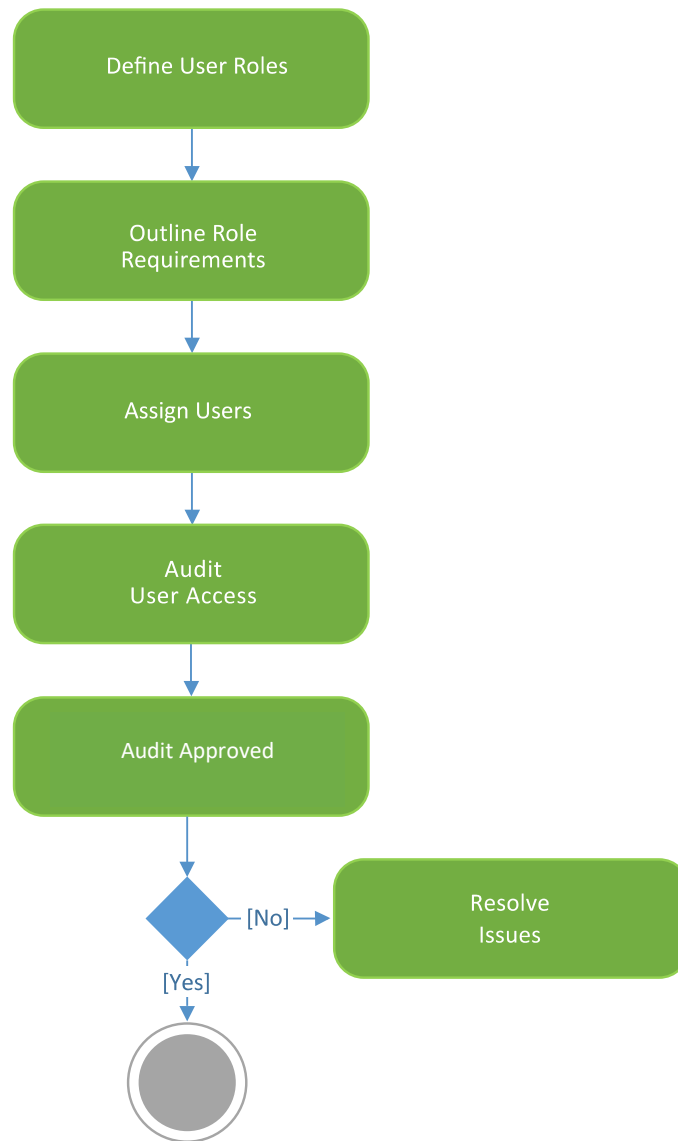 Define User Roles
Outline Role
Requirements
Assign Users
Audit
User Access
Audit Approved
[No]
Resolve
Issues
[Yes]